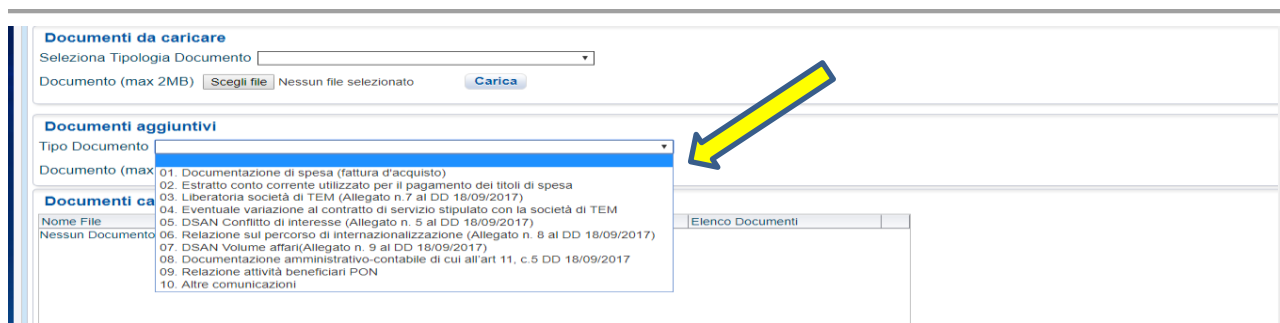 Documenti da caricare
Seleziona Tipologia Documento
Documento (max 2MB) Scegli file Nessun file selezionato Carica
Documenti aggiuntivi
Tipo Documento
Documento (max
01. Documentazione di spesa (fattura d'acquisto)
02. Estratto conto corrente utilizzato per il pagamento dei titoli di spesa
03. Liberatoria società di TEM (Allegato n.7 al DD 18/09/2017)
04. Eventuale variazione al contratto di servizio stipulato con la società di TEM
05. DSAN Conflitto di interesse (Allegato n. 5 al DD 18/09/2017)
06. Relazione sul percorso di internazionalizzazione (Allegato n. 8 al DD 18/09/2017)
07. DSAN Volume affari(Allegato n. 9 al DD 18/09/2017)
08. Documentazione amministrativo-contabile di cui all'art 11, c.5 DD 18/09/2017
09. Relazione attività beneficiari PON
10. Altre comunicazioni
Documenti ca
Nome File Elenco Documenti
Nessun Documento